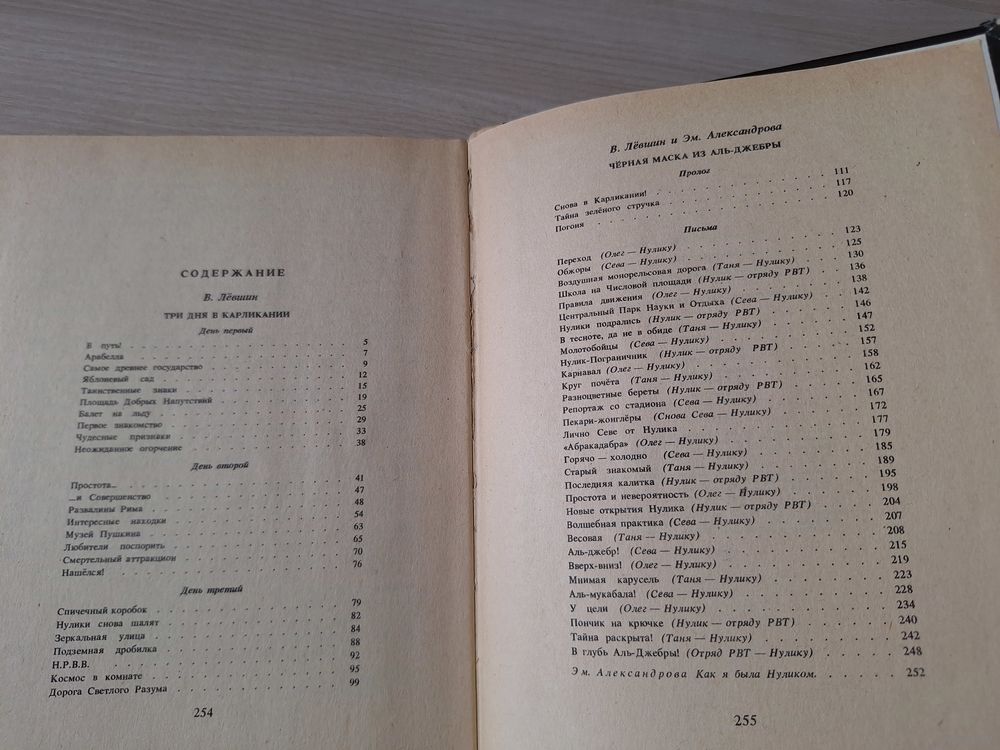 СОДЕРЖАНИЕ
В. Лёвшин
ТРИ ДНЯ В КАРЛИКАНИИ
День первый
В путь! 5
Арабелла 7
Самое древнее государство 9
Яблоневый сад 12
Таинственные знаки 15
Площадь Добрых Напутствий 19
Балет на льду 25
Первое знакомство 29
Чудесные признаки 33
Неожиданное огорчение 38
День второй
Простота... 41
...и Совершенство 47
Развалины Рима 48
Интересные находки 54
Музей Пушкина 63
Любители поспорить 65
Смертельный аттракцион 70
Нашёлся! 76
День третий
Спичечный коробок 79
Нулики снова шалят 82
Зеркальная улица 84
Подземная дробилка 88
Н.Р.В.В. 92
Космос в комнате 95
Дорога Светлого Разума 99
254
В. Лёвшин и Эм. Александрова
ЧЁРНАЯ МАСКА ИЗ АЛЬ-ДЖЕБРЫ
Пролог
Снова в Карликании! 111
Тайна зелёного стручка 117
Погоня 120
Письма
Переход (Олег — Нулику) 123
Обжоры (Сева — Нулику) 125
Воздушная монорельсовая дорога (Таня — Нулику) 130
Школа на Числовой площади (Нулик — отряду РВТ) 136
Правила движения (Олег — Нулику) 138
Центральный Парк Науки и Отдыха (Сева — Нулику) 142
Нулики подрались (Нулик — отряду РВТ) 146
В тесноте, да не в обиде (Таня — Нулику) 147
Молотобойцы (Сева — Нулику) 152
Нулик-Пограничник (Нулик — отряду РВТ) 157
Карнавал (Олег — Нулику) 158
Круг почёта (Таня — Нулику) 162
Разноцветные береты (Нулик — отряду РВТ) 165
Репортаж со стадиона (Сева — Нулику) 167
Пекари-жонглёры (Снова Сева — Нулику) 172
Лично Севе от Нулика 177
«Абракадабра» (Олег — Нулику) 179
Горячо — холодно (Сева — Нулику) 185
Старый знакомый (Таня — Нулику) 189
Последняя калитка (Нулик — отряду РВТ) 195
Простота и невероятность (Олег — Нулику) 198
Новые открытия Нулика (Нулик — отряду РВТ) 204
Волшебная практика (Сева — Нулику) 207
Весовая (Таня — Нулику) 208
Аль-джебр! (Сева — Нулику) 215
Вверх-вниз! (Олег — Нулику) 219
Мнимая карусель (Таня — Нулику) 223
Аль-мукабала! (Сева — Нулику) 228
У цели (Олег — Нулику) 234
Пончик на крючке (Нулик — отряду РВТ) 240
Тайна раскрыта! (Таня — Нулику) 242
В глубь Аль-Джебры! (Отряд РВТ — Нулику) 248
Эм. Александрова Как я была Нуликом. 252
255